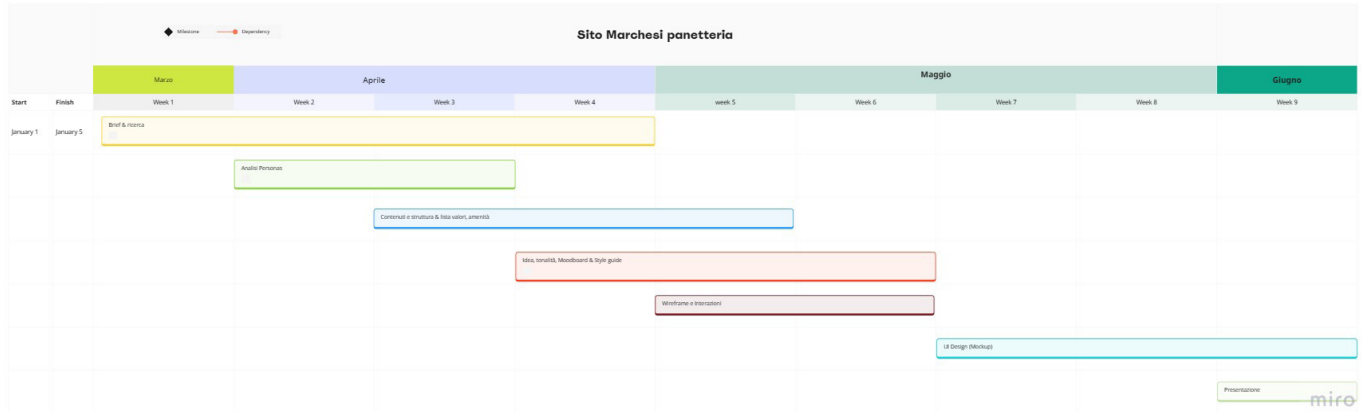 Milestone Dependency
Sito Marchesi panetteria
Marzo Aprile Maggio Giugno
Start Finish Week 1 Week 2 Week 3 Week 4 week 5 Week 6 Week 7 Week 8 Week 9
January 1 January 5 Brief & ricerca
Analisi Personas
Contenuti e struttura & lista valori, amenità
Idea, tonalità, Moodboard & Style guide
Wireframe e Interazioni
UI Design (Mockup)
Presentazione
miro